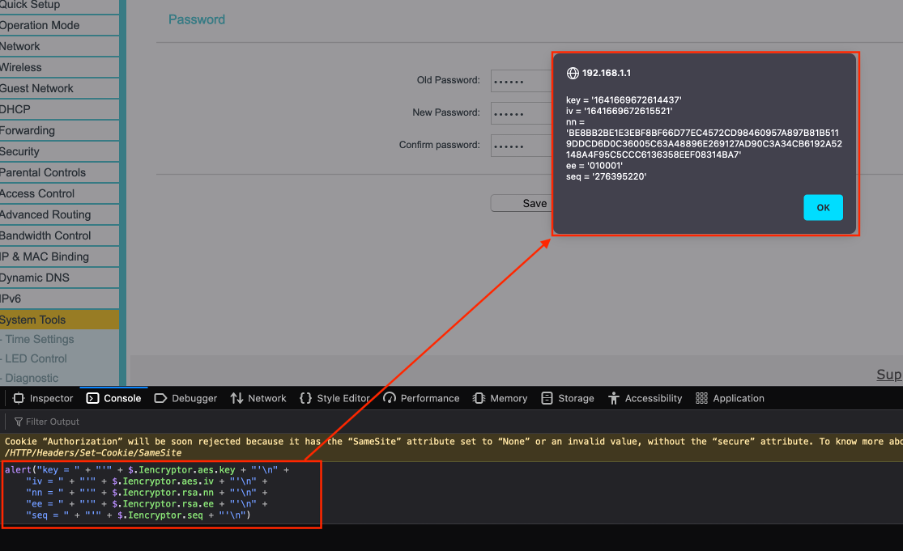 Quick Setup
Operation Mode
Network
Wireless
Guest Network
DHCP
Forwarding
Security
Parental Controls
Access Control
Advanced Routing
Bandwidth Control
IP & MAC Binding
Dynamic DNS
IPv6
System Tools
- Time Settings
- LED Control
- Diagnostic
Password
Old Password:
New Password:
Confirm password:
Save
192.168.1.1
key = '1641669672614437'
iv = '1641669672615521'
nn =
'BE8BB2BE1E3EBF8BF66D77EC4572CD98460957A897B81B511
9DDCD6D0C36005C63A48896E269127AD90C3A34CB6192A52
148A4F95C5CCC6136358EEF08314BA7'
ee = '010001'
seq = '276395220'
OK
Sup
Inspector
Console
Debugger
Network
Style Editor
Performance
Memory
Storage
Accessibility
Application
Filter Output
Cookie “Authorization” will be soon rejected because it has the “SameSite” attribute set to “None” or an invalid value, without the “secure” attribute. To know more abo
/HTTP/Headers/Set-Cookie/SameSite
alert("key = " + "'" + $.Iencryptor.aes.key + "'\n" +
"iv = " + "'" + $.Iencryptor.aes.iv + "'\n" +
"nn = " + "'" + $.Iencryptor.rsa.nn + "'\n" +
"ee = " + "'" + $.Iencryptor.rsa.ee + "'\n" +
"seq = " + "'" + $.Iencryptor.seq + "'\n")